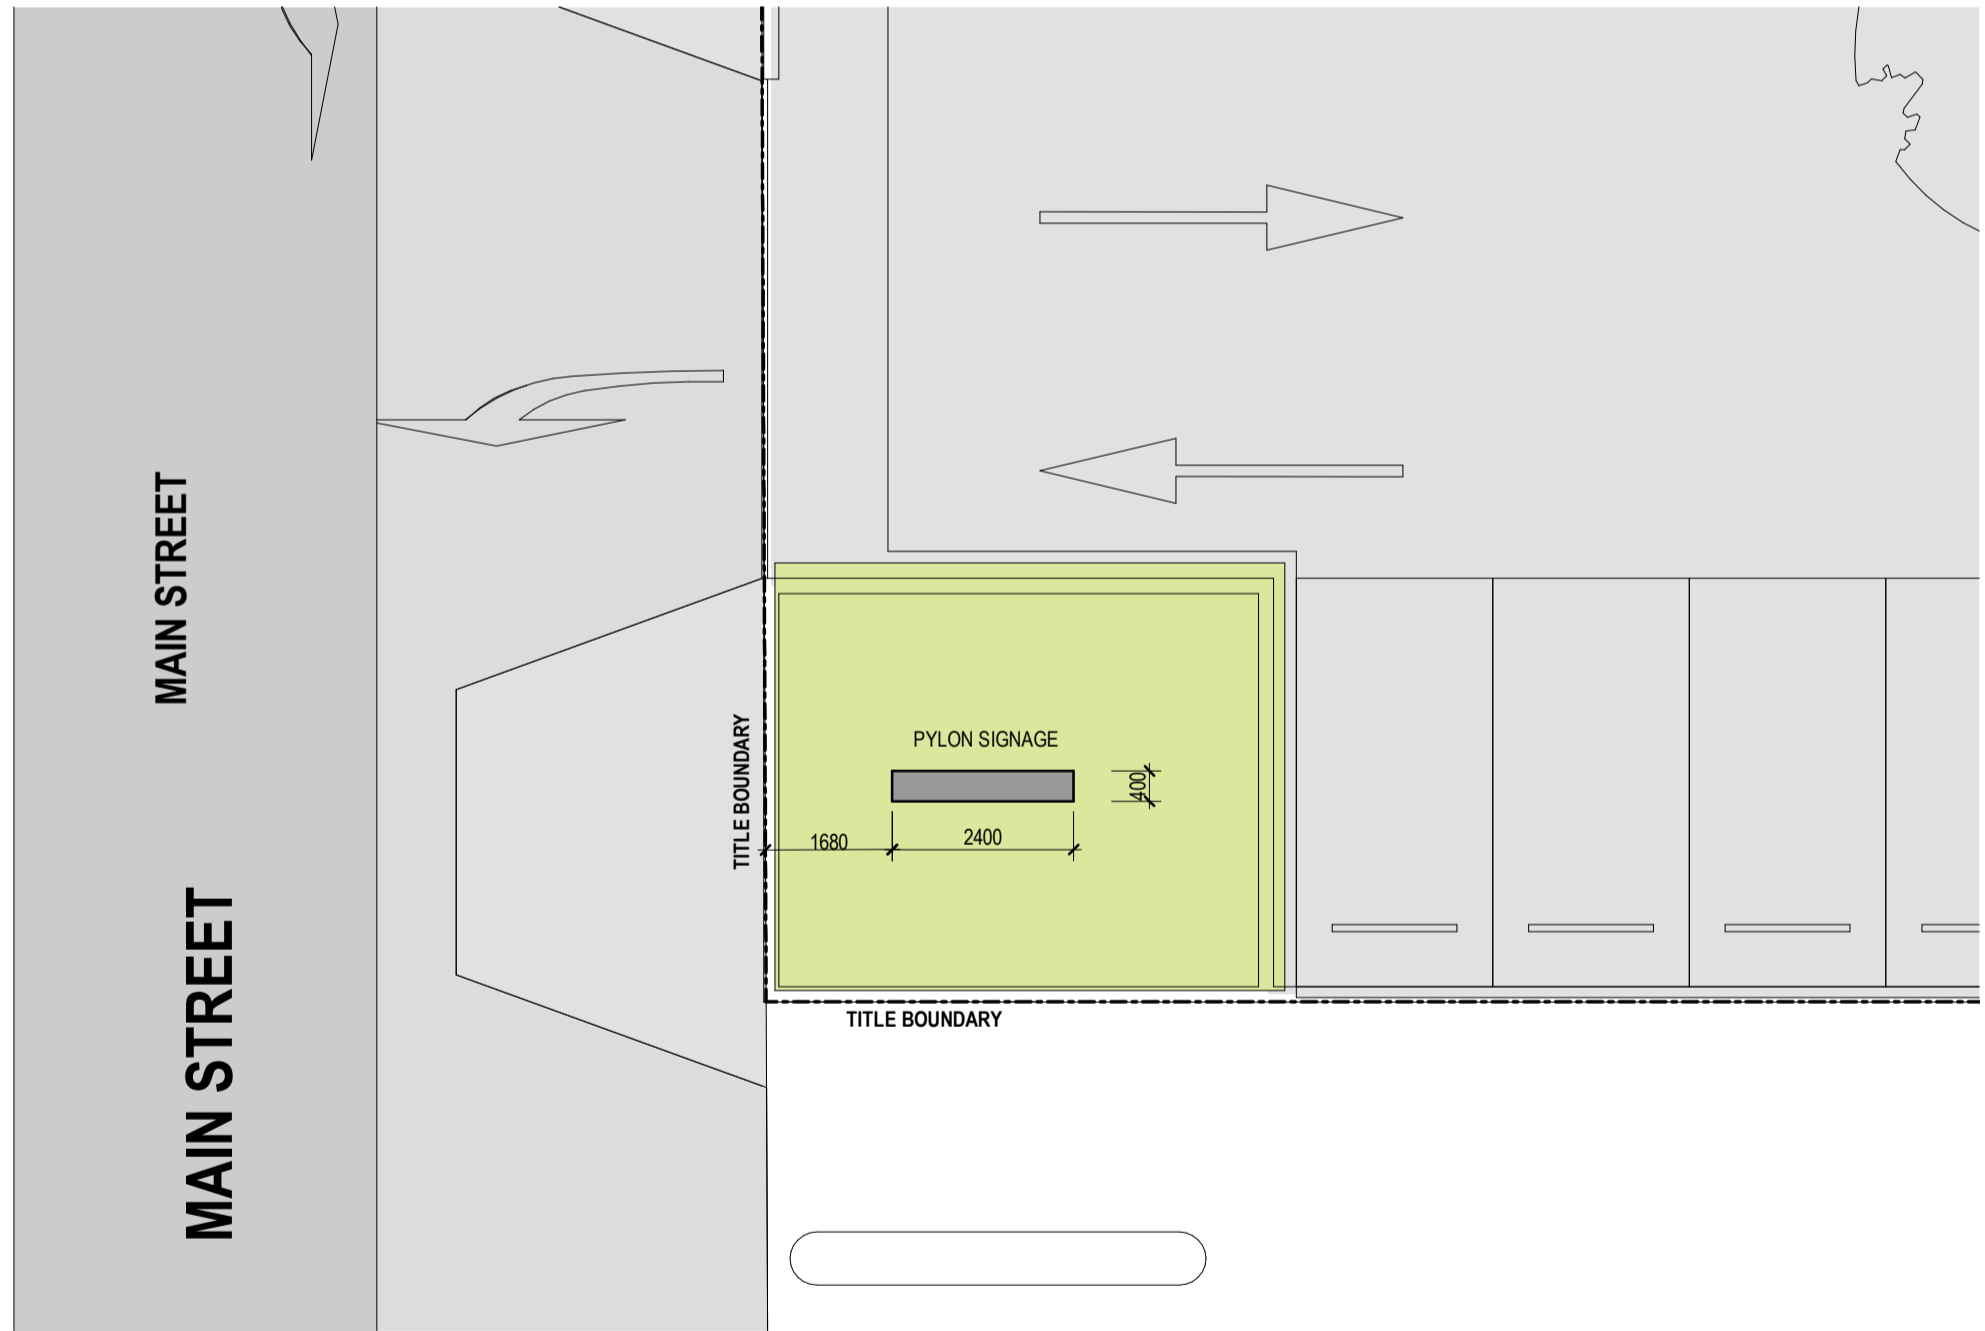 MAIN STREET
MAIN STREET
TITLE BOUNDARY
PYLON SIGNAGE
400
1680
2400
TITLE BOUNDARY